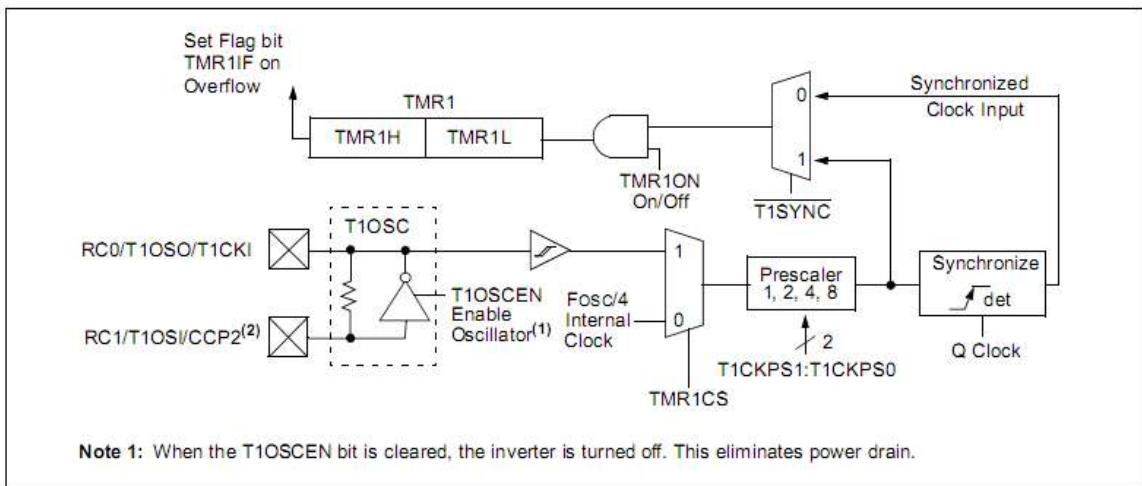 Set Flag bit
TMR1IF on
Overflow
TMR1
TMR1H
TMR1L
TMR1ON
On/Off
0
1
T1SYNC
Synchronized
Clock Input
T1OSC
RC0/T1OSO/T1CKI
RC1/T1OSI/CCP2(2)
T1OSCEN
Enable
Oscillator(1)
1
0
Fosc/4
Internal
Clock
TMR1CS
Prescaler
1, 2, 4, 8
2
T1CKPS1:T1CKPS0
Synchronize
det
Q Clock
Note 1: When the T1OSCEN bit is cleared, the inverter is turned off. This eliminates power drain.